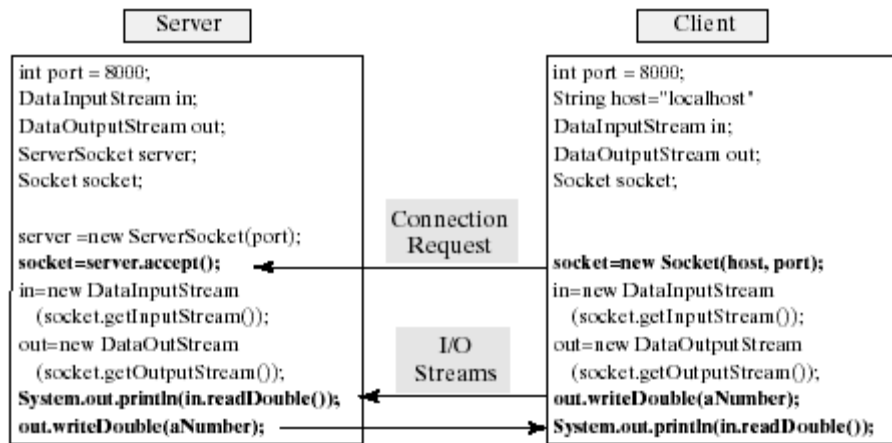 Server
int port = 8000;
DataInputStream in;
DataOutputStream out;
ServerSocket server;
Socket socket;
server =new ServerSocket(port);
socket=server.accept();
in=new DataInputStream
(socket.getInputStream());
out=new DataOutStream
(socket.getOutputStream());
System.out.println(in.readDouble());
out.writeDouble(aNumber);
Connection
Request
I/O
Streams
Client
int port = 8000;
String host="localhost"
DataInputStream in;
DataOutputStream out;
Socket socket;
socket=new Socket(host, port);
in=new DataInputStream
(socket.getInputStream());
out=new DataOutputStream
(socket.getOutputStream());
out.writeDouble(aNumber);
System.out.println(in.readDouble());